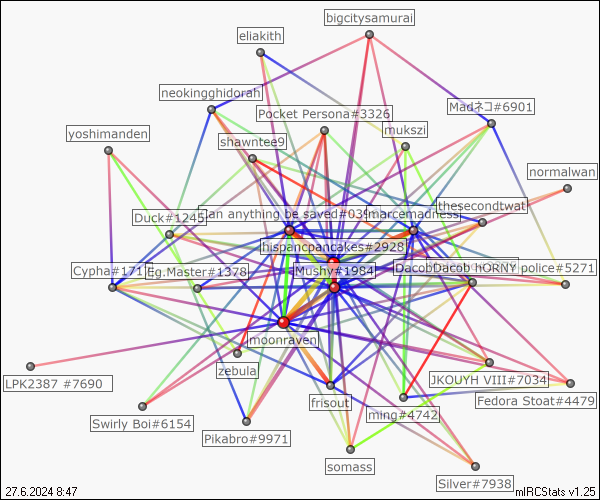 bigcitysamurai
eliakith
neokingghidorah
Pocket Persona#3326
Madネコ#6901
mukszi
yoshimanden
shawntee9
normalwan
thesecondtwat
Duck#1245
can anything be saved#039
marcemadness
hispancpancakes#2928
Cypha#171
Eg.Master#1378
Mushy#1984
DacobDacob HORNY police#5271
moonraven
zebula
LPK2387 #7690
JKOUYH VIII#7034
frisout
Fedora Stoat#4479
ming#4742
Swirly Boi#6154
Pikabro#9971
somass
Silver#7938
27.6.2024 8:47
mIRCStats v1.25